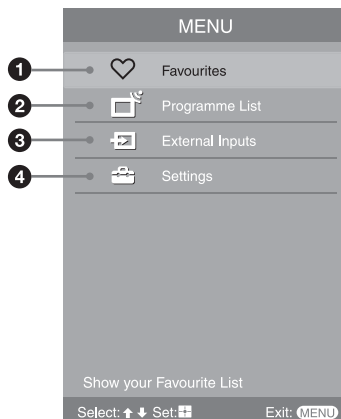 MENU
1 Favourites
2 Programme List
3 External Inputs
4 Settings
Show your Favourite List
Select: Set: Exit: MENU